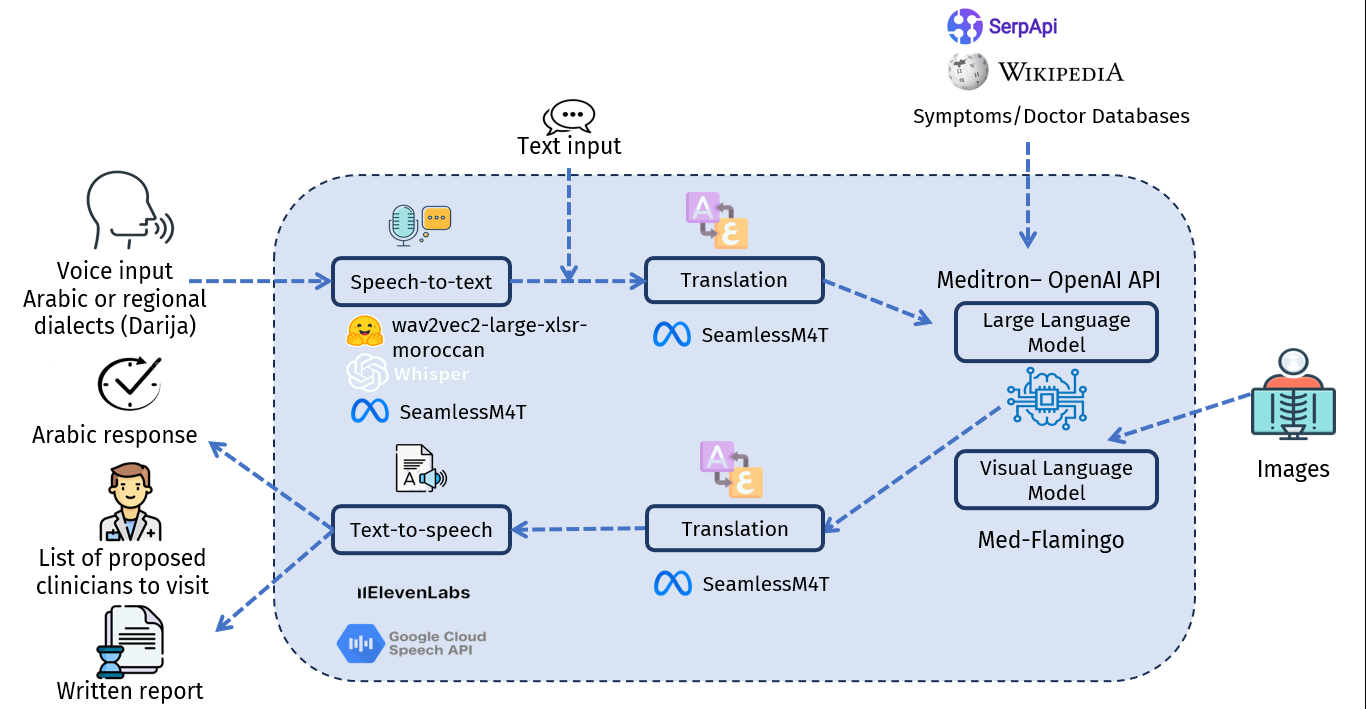 SerpApi
WIKIPEDIA
Symptoms/Doctor Databases
Text input
Voice input
Arabic or regional
dialects (Darija)
Speech-to-text
wav2vec2-large-xlsr-
moroccan
Whisper
SeamlessM4T
Translation
SeamlessM4T
Meditron– OpenAI API
Large Language
Model
Visual Language
Model
Med-Flamingo
Images
Translation
SeamlessM4T
Text-to-speech
IIElevenLabs
Google Cloud
Speech API
Arabic response
List of proposed
clinicians to visit
Written report